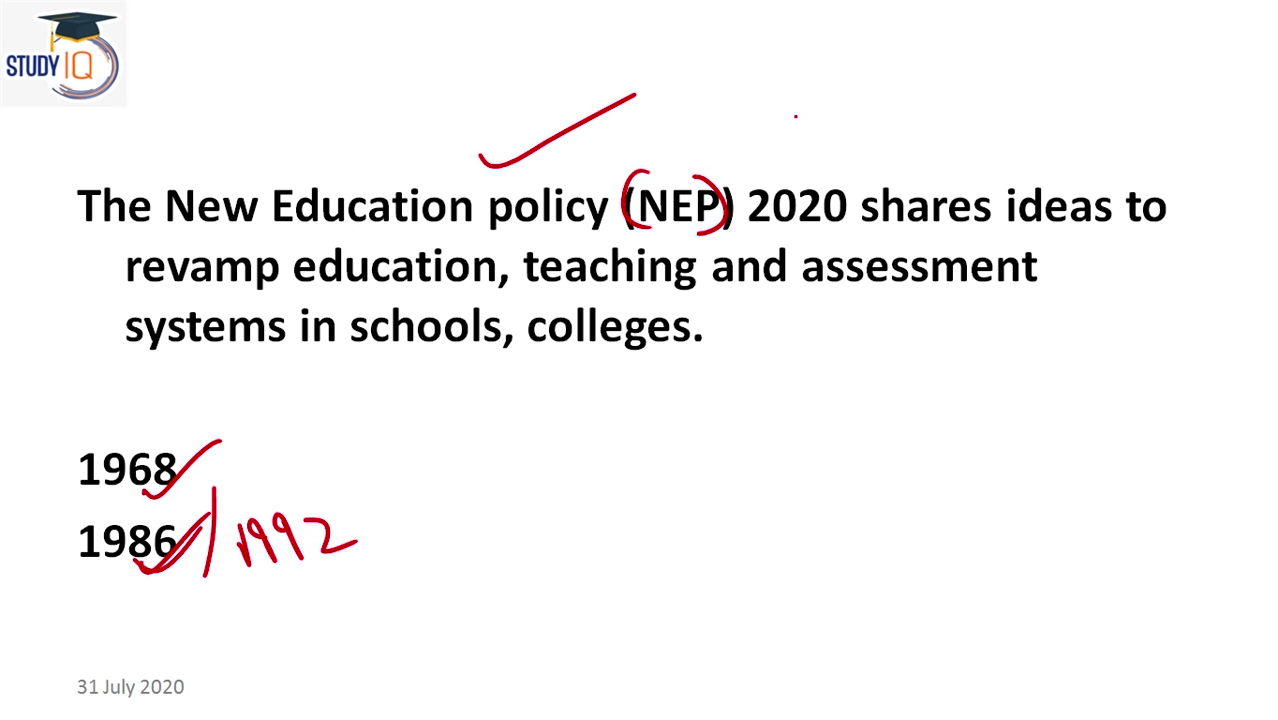 STUDY IQ
The New Education policy (NEP) 2020 shares ideas to
revamp education, teaching and assessment
systems in schools, colleges.
1968
1986 / 1992
31 July 2020